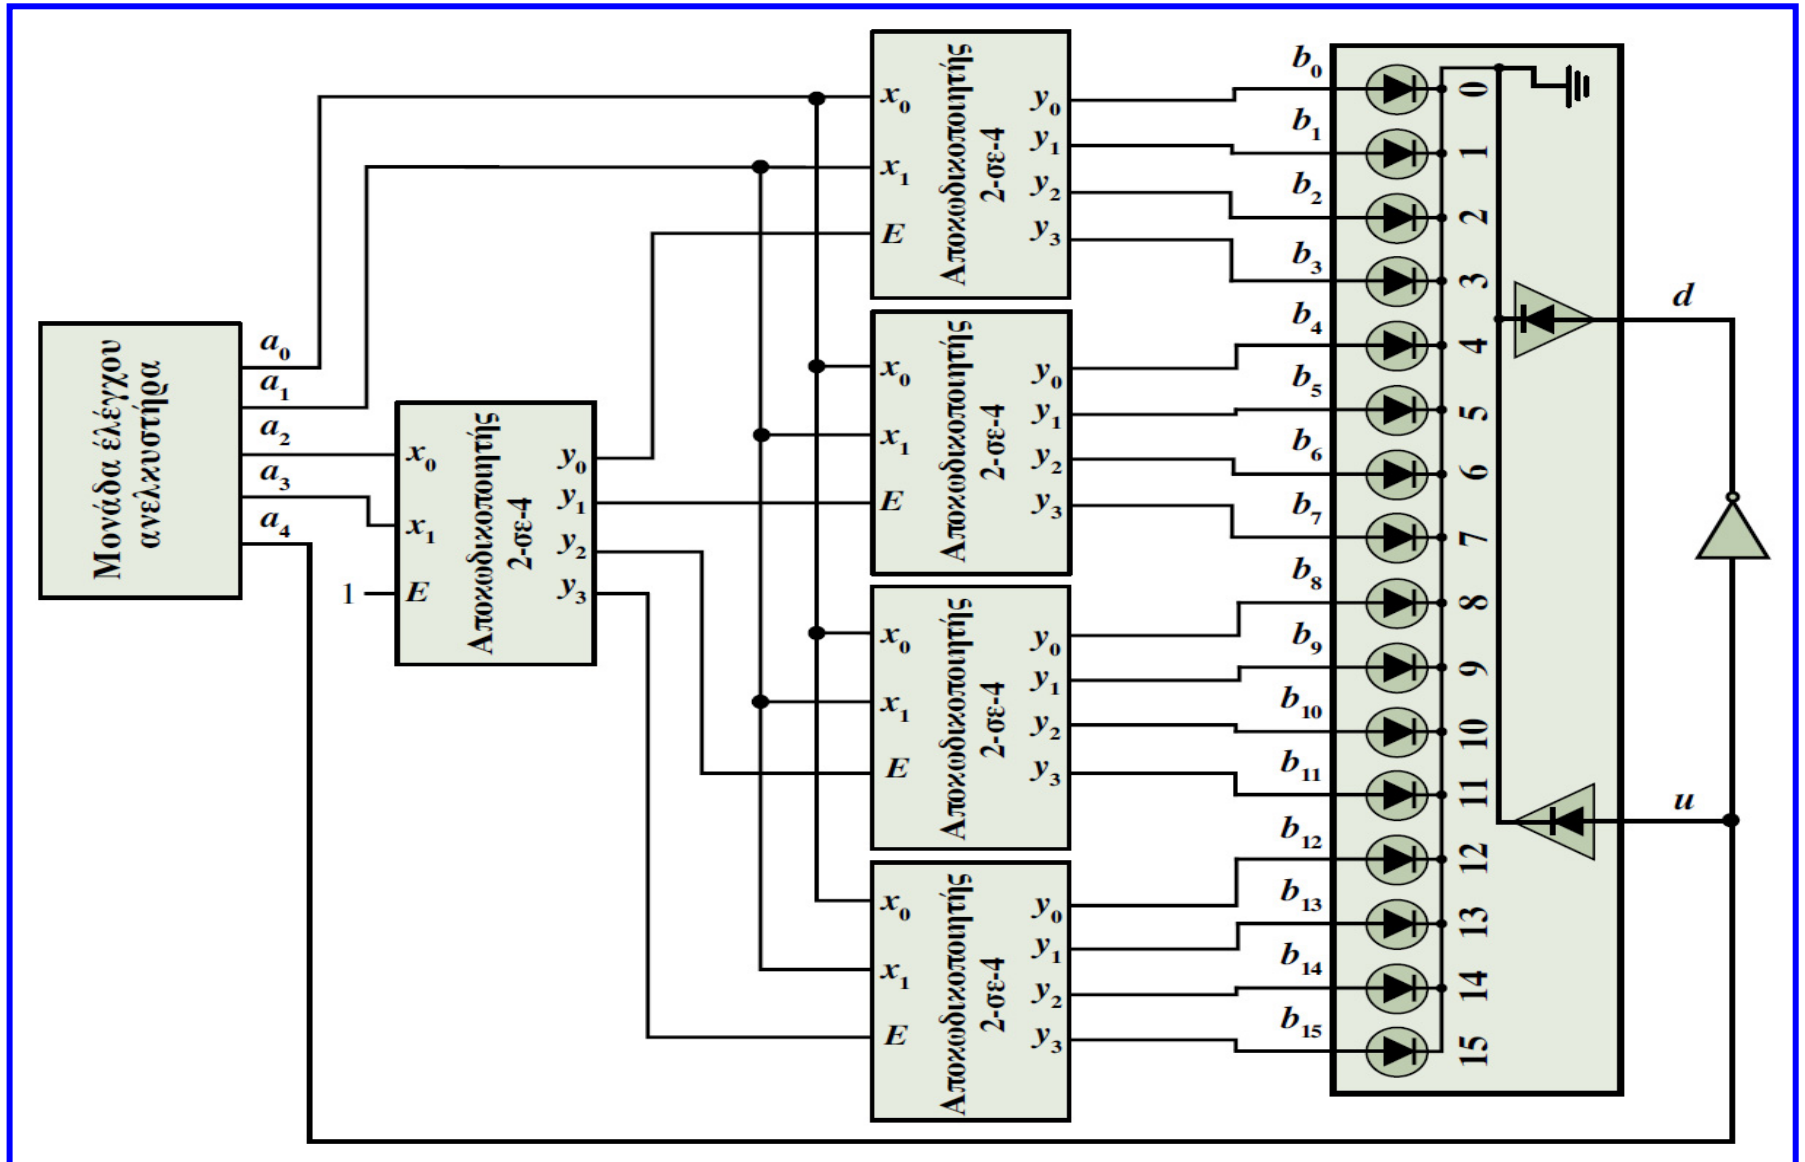 Μονάδα ελέγχου
ανελκυστήρα
a0
a1
a2
a3
a4
x0
x1
1
E
Αποκωδικοποιητής
2-σε-4
y0
y1
y2
y3
x0
x1
E
Αποκωδικοποιητής
2-σε-4
y0
y1
y2
y3
x0
x1
E
Αποκωδικοποιητής
2-σε-4
y0
y1
y2
y3
x0
x1
E
Αποκωδικοποιητής
2-σε-4
y0
y1
y2
y3
x0
x1
E
Αποκωδικοποιητής
2-σε-4
y0
y1
y2
y3
b0
b1
b2
b3
b4
b5
b6
b7
b8
b9
b10
b11
b12
b13
b14
b15
0
1
2
3
4
5
6
7
8
9
10
11
12
13
14
15
d
u